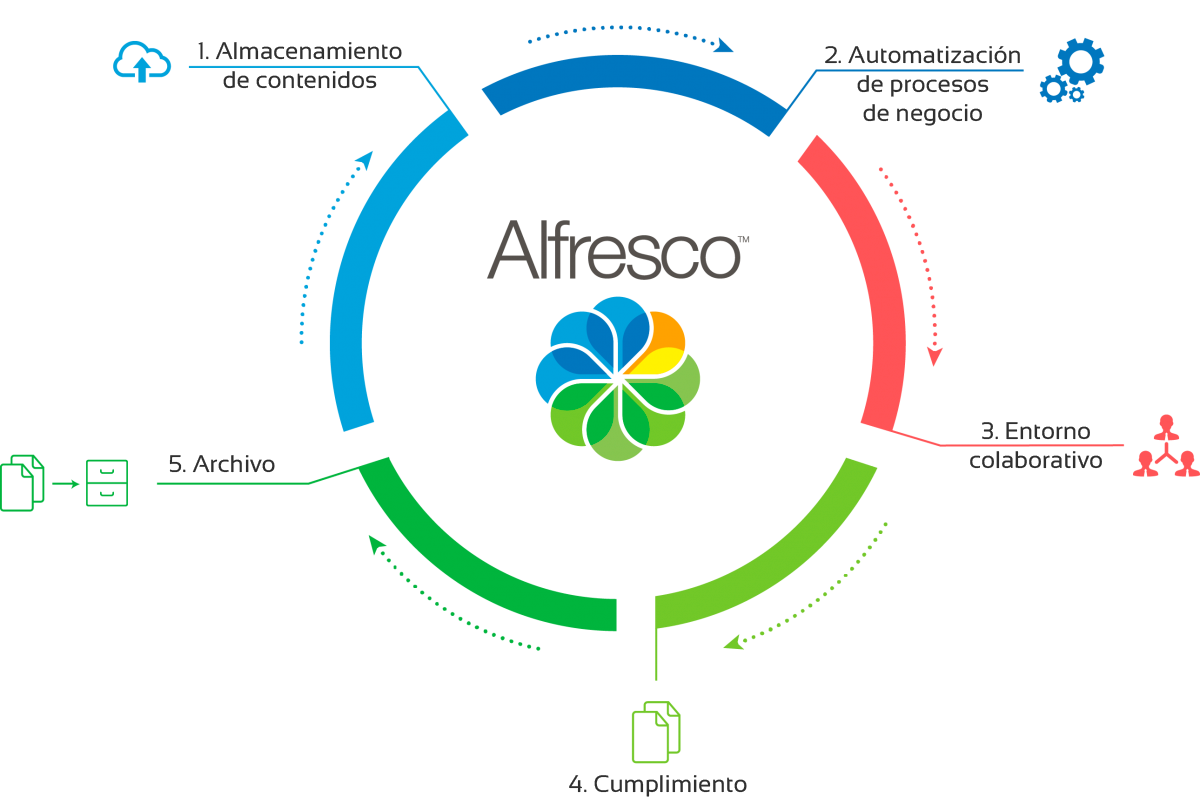 1. Almacenamiento
de contenidos
2. Automatización
de procesos
de negocio
Alfresco™
3. Entorno
colaborativo
5. Archivo
4. Cumplimiento